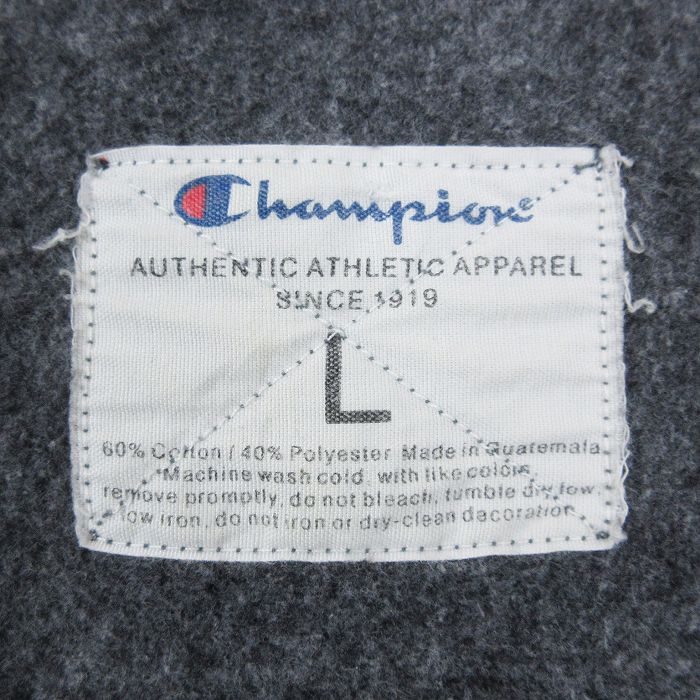 Champion
AUTHENTIC ATHLETIC APPAREL
SINCE 1919
L
60% Cotton / 40% Polyester Made in Guatemala
Machine wash cold, with like colors,
remove promptly, do not bleach, tumble dry low,
low iron, do not iron or dry-clean decoration